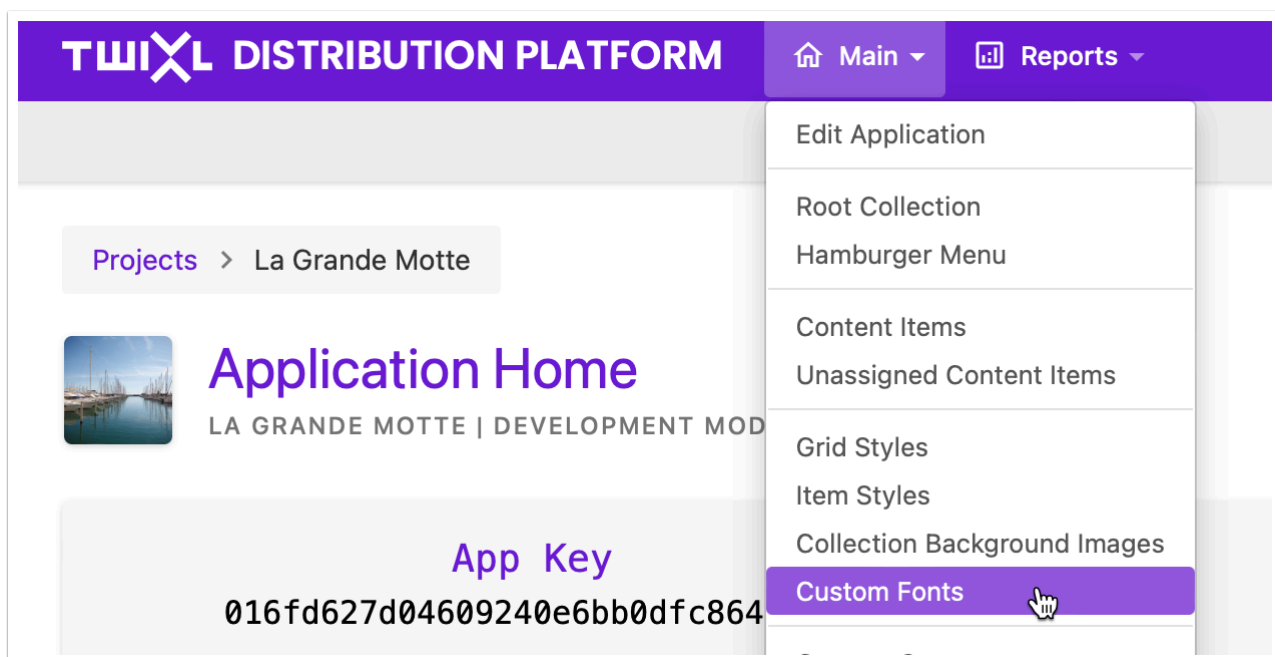 TWIXL DISTRIBUTION PLATFORM
Main
Reports
Edit Application
Root Collection
Hamburger Menu
Content Items
Unassigned Content Items
Grid Styles
Item Styles
Collection Background Images
Custom Fonts
Projects > La Grande Motte
Application Home
LA GRANDE MOTTE | DEVELOPMENT MOD
App Key
016fd627d04609240e6bb0dfc864